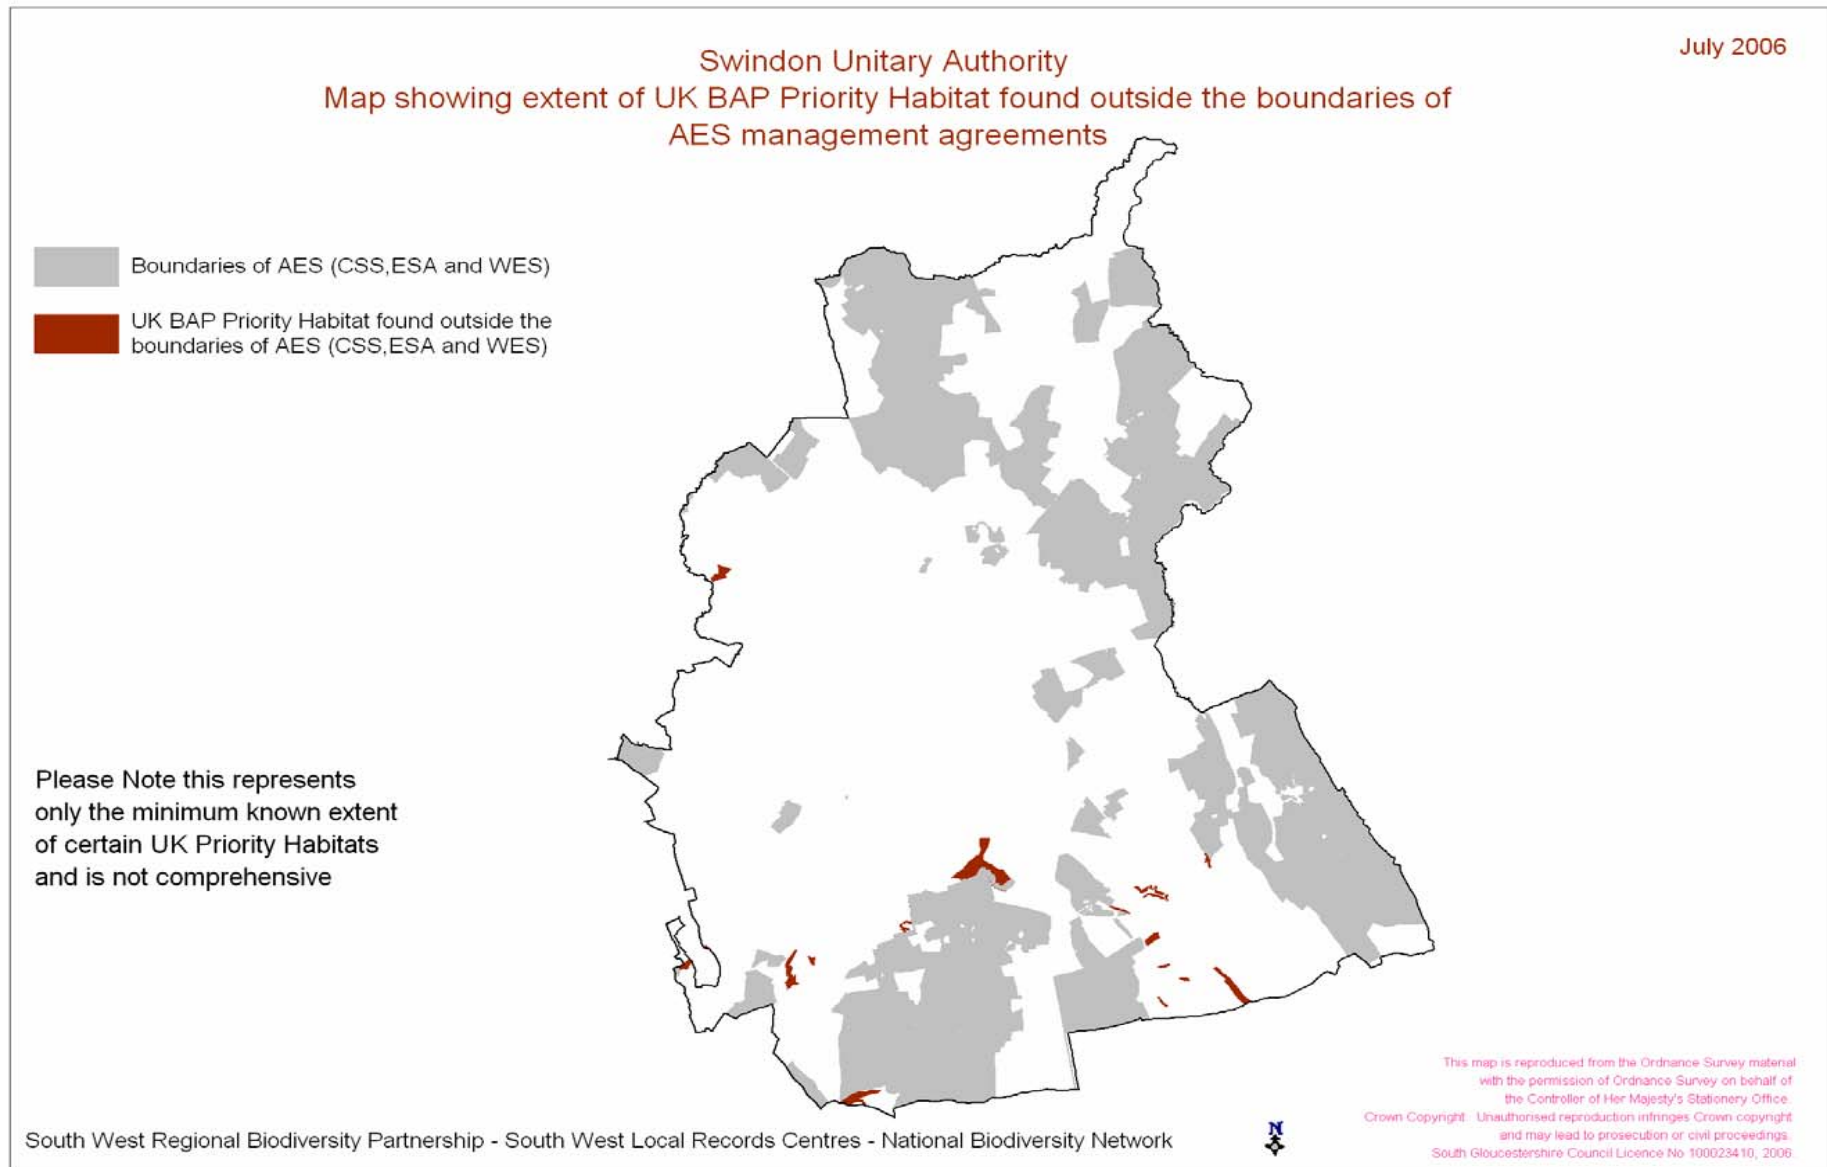 July 2006
Swindon Unitary Authority
Map showing extent of UK BAP Priority Habitat found outside the boundaries of
AES management agreements
Boundaries of AES (CSS,ESA and WES)
UK BAP Priority Habitat found outside the
boundaries of AES (CSS,ESA and WES)
Please Note this represents
only the minimum known extent
of certain UK Priority Habitats
and is not comprehensive
This map is reproduced from the Ordnance Survey material
with the permission of Ordnance Survey on behalf of
the Controller of Her Majesty's Stationery Office.
Crown Copyright. Unauthorised reproduction infringes Crown copyright
and may lead to prosecution or civil proceedings.
South Gloucestershire Council Licence No 100023410, 2006.
N
South West Regional Biodiversity Partnership - South West Local Records Centres - National Biodiversity Network